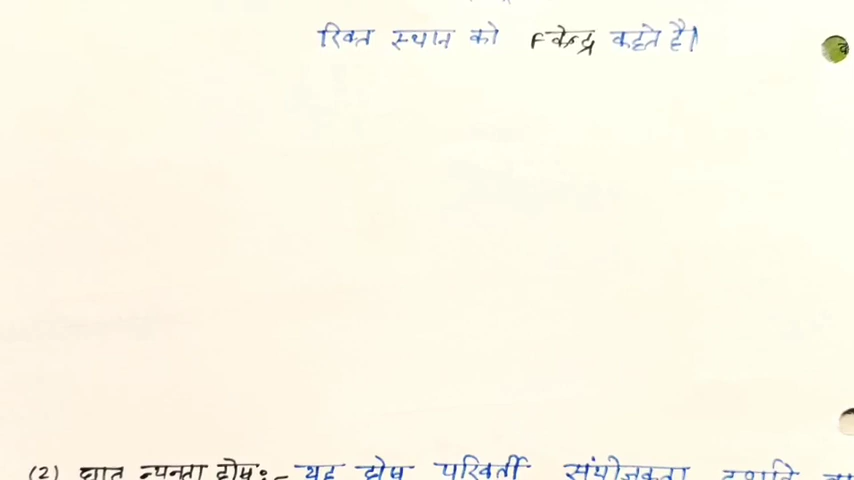 रिक्त स्थान को F केन्द्र कहते है।
(2) धातु न्यूनता दोष:- यह दोष परिवर्ती संयोजकता